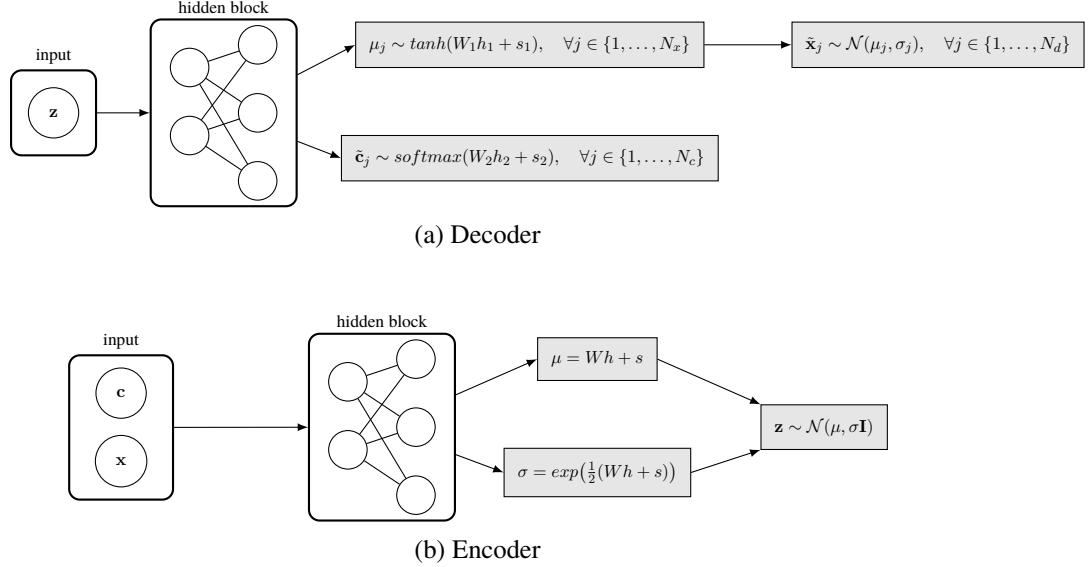 hidden block
input
z
μ_j ∼ tanh(W_1h_1 + s_1), ∀j ∈ {1, . . . , N_x}
x̃_j ∼ 𝒩(μ_j, σ_j), ∀j ∈ {1, . . . , N_d}
c̃_j ∼ softmax(W_2h_2 + s_2), ∀j ∈ {1, . . . , N_c}
(a) Decoder
hidden block
input
c
x
μ = Wh + s
z ∼ 𝒩(μ, σI)
σ = exp(½(Wh + s))
(b) Encoder